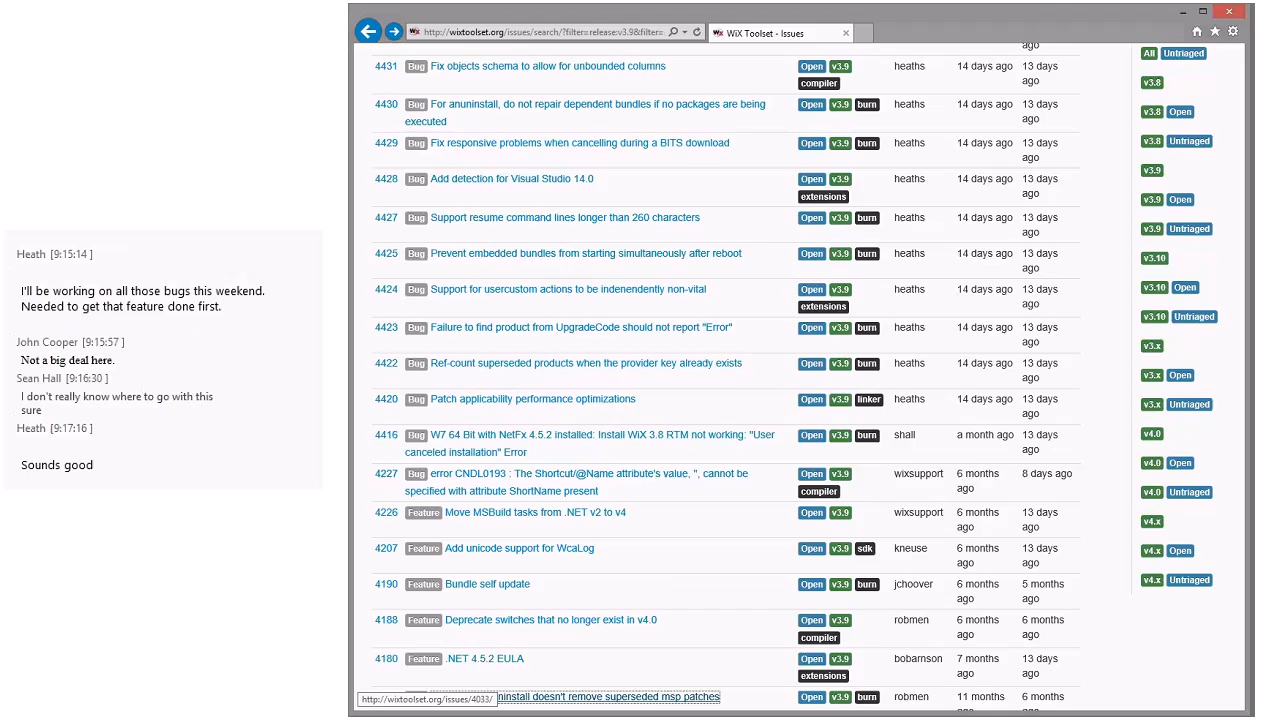 Heath [9:15:14 ]
I'll be working on all those bugs this weekend.
Needed to get that feature done first.
John Cooper [9:15:57 ]
Not a big deal here.
Sean Hall [9:16:30 ]
I don't really know where to go with this
sure
Heath [9:17:16 ]
Sounds good
http://wixtoolset.org/issues/search/?filter=release:v3.9&filter= WiX Toolset - Issues
ago
4431 Bug Fix objects schema to allow for unbounded columns Open v3.9 heaths 14 days ago 13 days
compiler ago
4430 Bug For anuninstall, do not repair dependent bundles if no packages are being Open v3.9 burn heaths 14 days ago 13 days
executed ago
4429 Bug Fix responsive problems when cancelling during a BITS download Open v3.9 burn heaths 14 days ago 13 days
ago
4428 Bug Add detection for Visual Studio 14.0 Open v3.9 heaths 14 days ago 13 days
extensions ago
4427 Bug Support resume command lines longer than 260 characters Open v3.9 burn heaths 14 days ago 13 days
ago
4425 Bug Prevent embedded bundles from starting simultaneously after reboot Open v3.9 burn heaths 14 days ago 13 days
ago
4424 Bug Support for usercustom actions to be indenendently non-vital Open v3.9 heaths 14 days ago 13 days
extensions ago
4423 Bug Failure to find product from UpgradeCode should not report "Error" Open v3.9 burn heaths 14 days ago 13 days
ago
4422 Bug Ref-count superseded products when the provider key already exists Open v3.9 burn heaths 14 days ago 13 days
ago
4420 Bug Patch applicability performance optimizations Open v3.9 linker heaths 14 days ago 13 days
ago
4416 Bug W7 64 Bit with NetFx 4.5.2 installed: Install WiX 3.8 RTM not working: "User Open v3.9 burn shall a month ago 13 days
canceled installation" Error ago
4227 Bug error CNDL0193 : The Shortcut/@Name attribute's value, '', cannot be Open v3.9 wixsupport 6 months 8 days ago
specified with attribute ShortName present compiler ago
4226 Feature Move MSBuild tasks from .NET v2 to v4 Open v3.9 wixsupport 6 months 13 days
ago ago
4207 Feature Add unicode support for WcaLog Open v3.9 sdk kneuse 6 months 13 days
ago ago
4190 Feature Bundle self update Open v3.9 burn jchoover 6 months 5 months
ago ago
4188 Feature Deprecate switches that no longer exist in v4.0 Open v3.9 robmen 6 months 6 months
compiler ago ago
4180 Feature .NET 4.5.2 EULA Open v3.9 bobarnson 7 months 13 days
extensions ago ago
http://wixtoolset.org/issues/4033/ ninstall doesn't remove superseded msp patches Open v3.9 burn robmen 11 months 6 months
All Untriaged
v3.8
v3.8 Open
v3.8 Untriaged
v3.9
v3.9 Open
v3.9 Untriaged
v3.10
v3.10 Open
v3.10 Untriaged
v3.x
v3.x Open
v3.x Untriaged
v4.0
v4.0 Open
v4.0 Untriaged
v4.x
v4.x Open
v4.x Untriaged